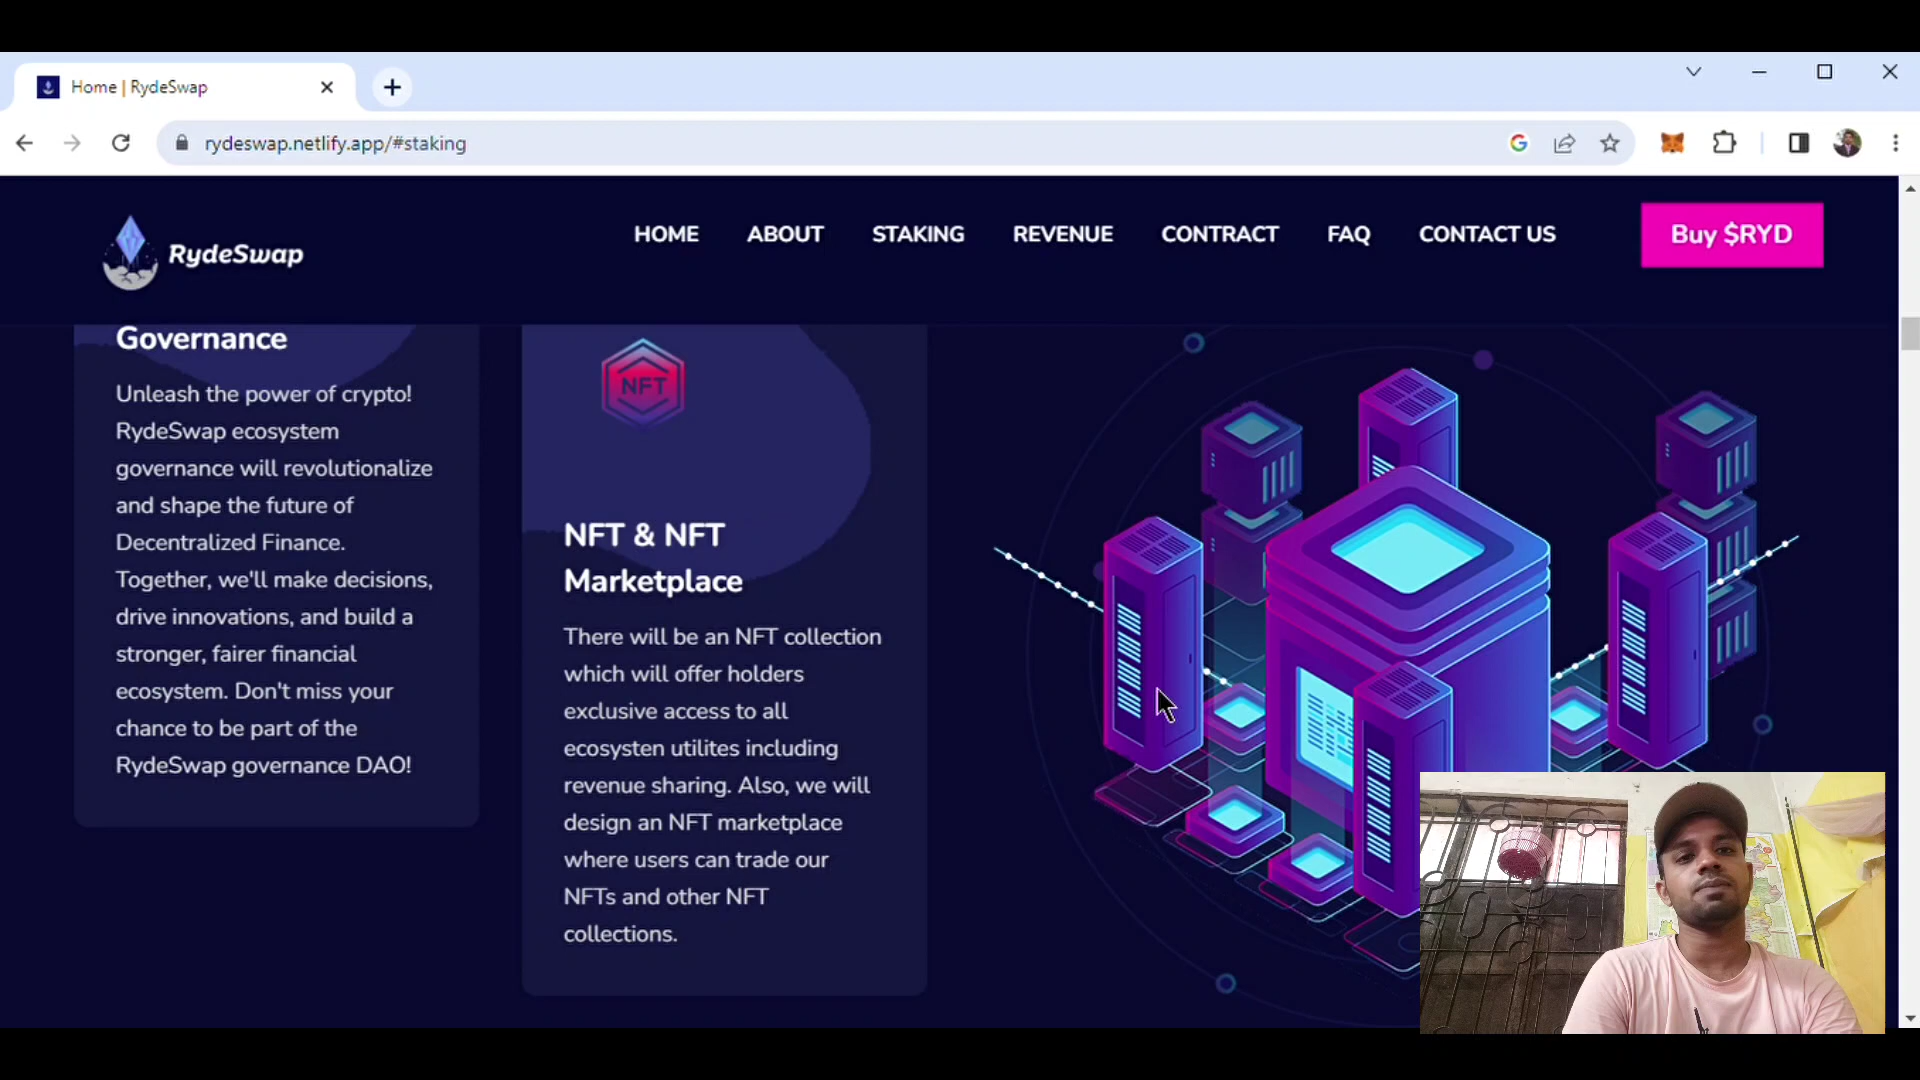 Home | RydeSwap
rydeswap.netlify.app/#staking
RydeSwap
HOME
ABOUT
STAKING
REVENUE
CONTRACT
FAQ
CONTACT US
Buy $RYD
Governance
Unleash the power of crypto!
RydeSwap ecosystem
governance will revolutionalize
and shape the future of
Decentralized Finance.
Together, we'll make decisions,
drive innovations, and build a
stronger, fairer financial
ecosystem. Don't miss your
chance to be part of the
RydeSwap governance DAO!
NFT
NFT & NFT
Marketplace
There will be an NFT collection
which will offer holders
exclusive access to all
ecosysten utilites including
revenue sharing. Also, we will
design an NFT marketplace
where users can trade our
NFTs and other NFT
collections.